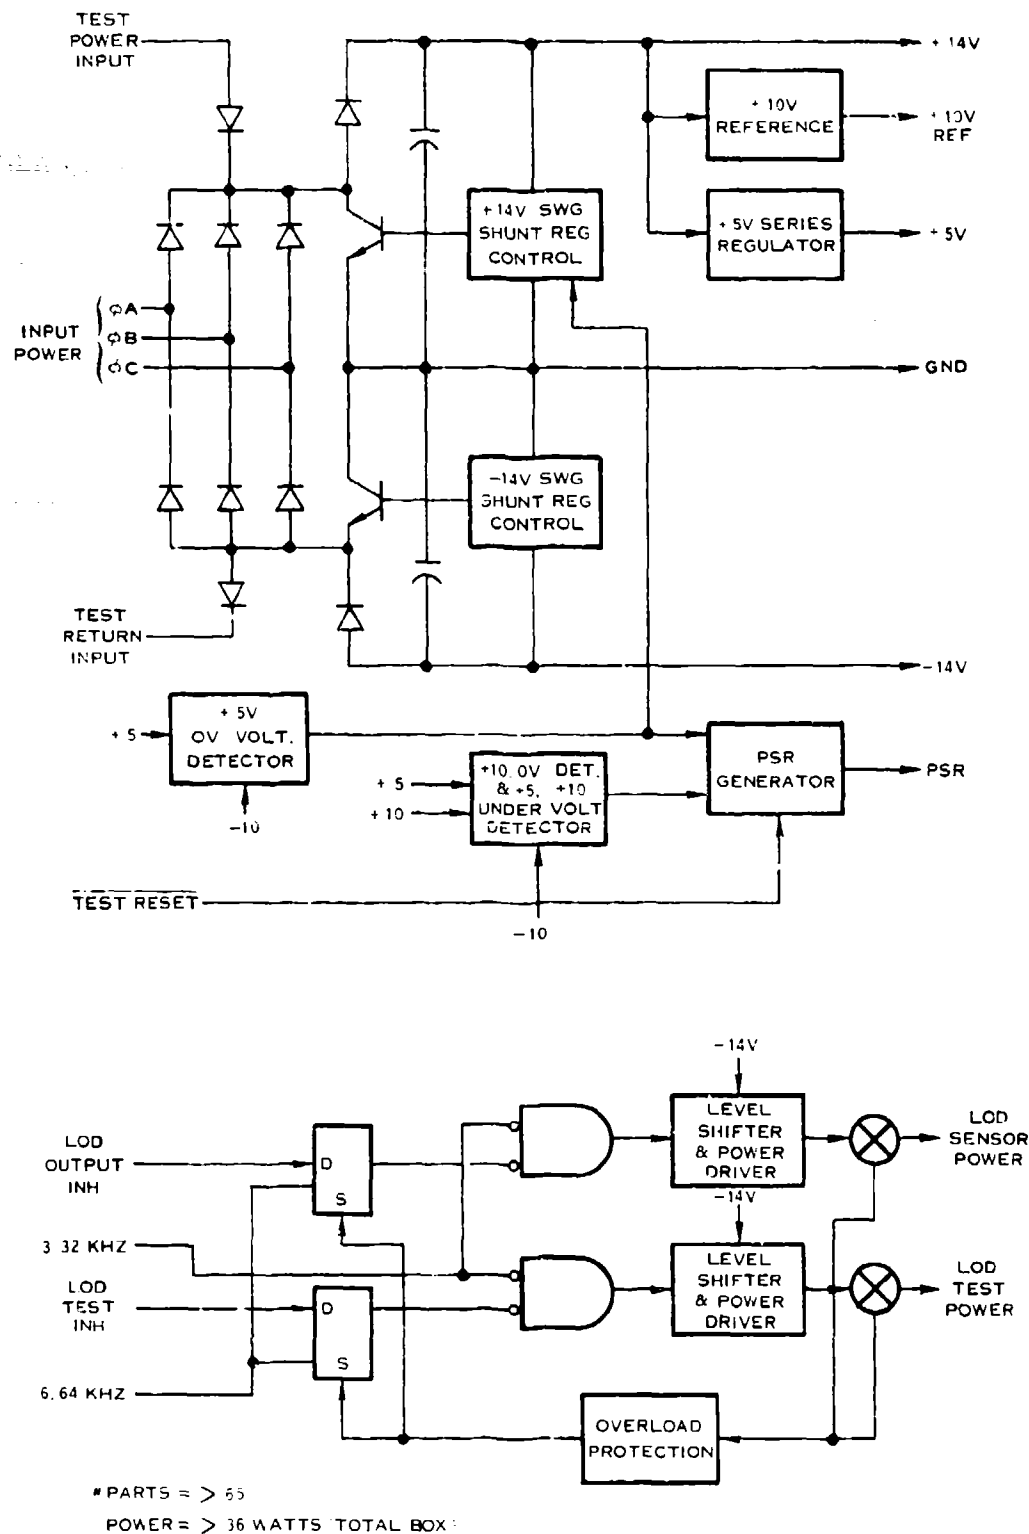 TEST
POWER
INPUT
+14V
+10V
REFERENCE
+10V
REF
+14V SWG
SHUNT REG
CONTROL
+5V SERIES
REGULATOR
+5V
INPUT
POWER
φA
φB
φC
GND
-14V SWG
SHUNT REG
CONTROL
TEST
RETURN
INPUT
-14V
+5
+5V
OV VOLT.
DETECTOR
-10
+5
+10
+10, OV DET.
& +5, +10
UNDER VOLT
DETECTOR
-10
PSR
GENERATOR
PSR
TEST RESET
-14V
LOD
OUTPUT
INH
D
S
LEVEL
SHIFTER
& POWER
DRIVER
LOD
SENSOR
POWER
-14V
3.32 KHZ
LOD
TEST
INH
D
S
LEVEL
SHIFTER
& POWER
DRIVER
LOD
TEST
POWER
6.64 KHZ
OVERLOAD
PROTECTION
PARTS = > 65
POWER = > 36 WATTS TOTAL BOX